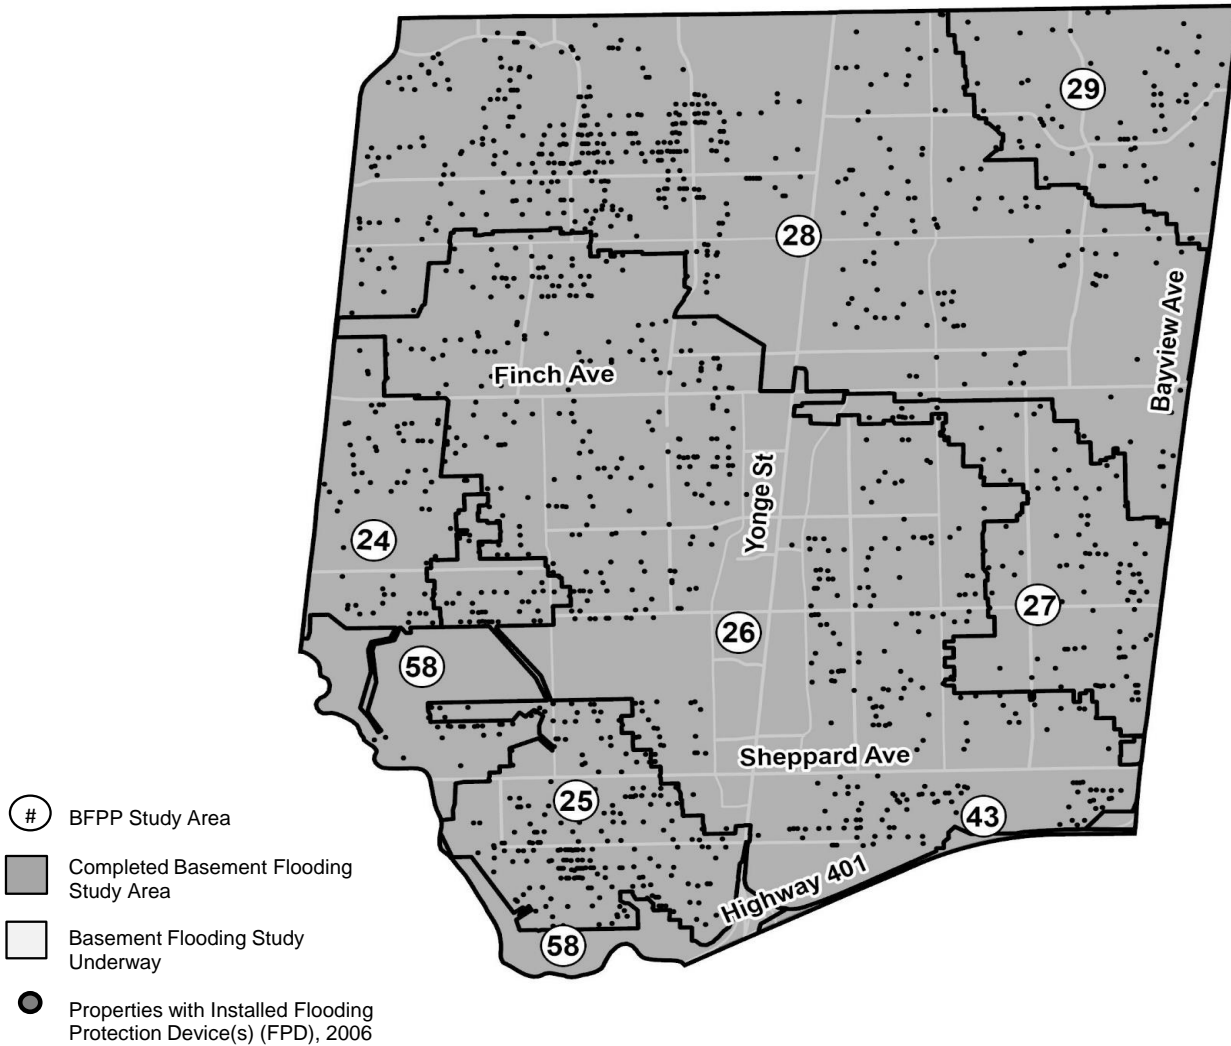 29
28
Bayview Ave
Finch Ave
Yonge St
24
27
26
58
Sheppard Ave
25
43
Highway 401
58
# BFPP Study Area
Completed Basement Flooding
Study Area
Basement Flooding Study
Underway
Properties with Installed Flooding
Protection Device(s) (FPD), 2006